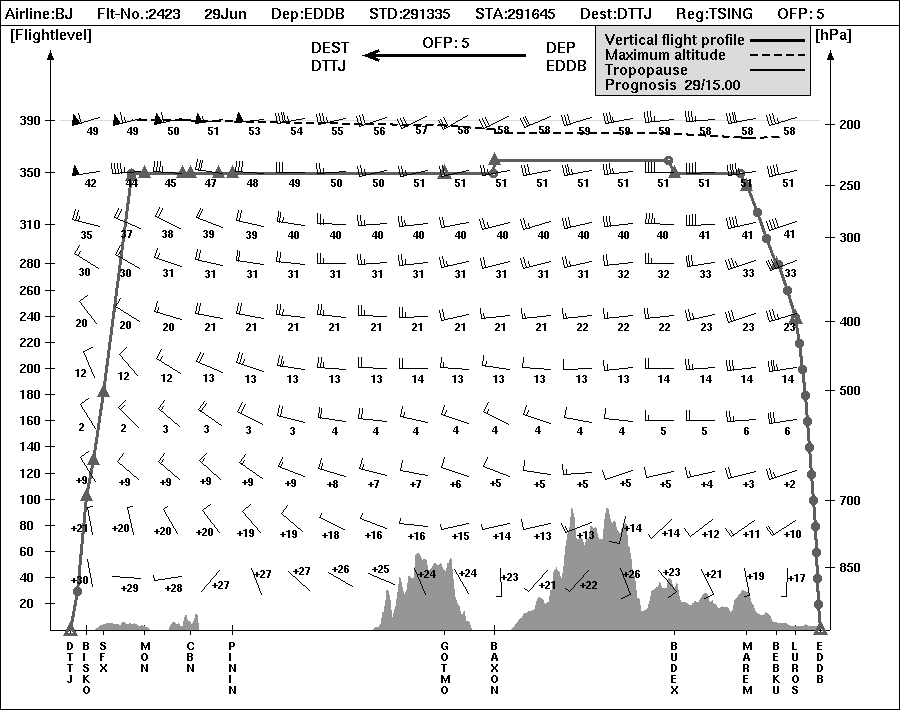 Airline:BJ Flt-No.:2423 29Jun Dep:EDDB STD:291335 STA:291645 Dest:DTTJ Reg:TSING OFP: 5
[Flightlevel] [hPa]
DEST OFP: 5 DEP
DTTJ EDDB
Vertical flight profile
Maximum altitude
Tropopause
Prognosis 29/15.00
390 49 49 50 51 53 54 55 56 57 58 58 58 59 59 59 58 58 58 200
350 42 44 45 47 48 49 50 50 51 51 51 51 51 51 51 51 51 250
310 35 37 38 39 39 40 40 40 40 40 40 40 40 40 41 41 41 300
280 30 30 31 31 31 31 31 31 31 31 31 31 32 32 33 33 33
260
240 20 20 20 21 21 21 21 21 21 21 21 22 22 22 23 23 23 400
220
200 12 12 12 13 13 13 13 13 14 13 13 13 13 13 14 14 14 14
180 500
160 2 2 3 3 3 3 4 4 4 4 4 4 4 4 5 5 6 6
140
120 +9 +9 +9 +9 +9 +9 +8 +7 +7 +6 +5 +5 +5 +5 +5 +4 +3 +2
100 700
80 +21 +20 +20 +20 +19 +19 +18 +16 +16 +15 +14 +13 +13 +14 +14 +12 +11 +10
60 850
40 +30 +29 +28 +27 +27 +27 +26 +25 +24 +24 +23 +21 +22 +26 +23 +21 +19 +17
20
DTTJ BISKO SFX MON CBN PININ GOTMO BAXON BUDEX MAREM BEBKU LUROS EDDB